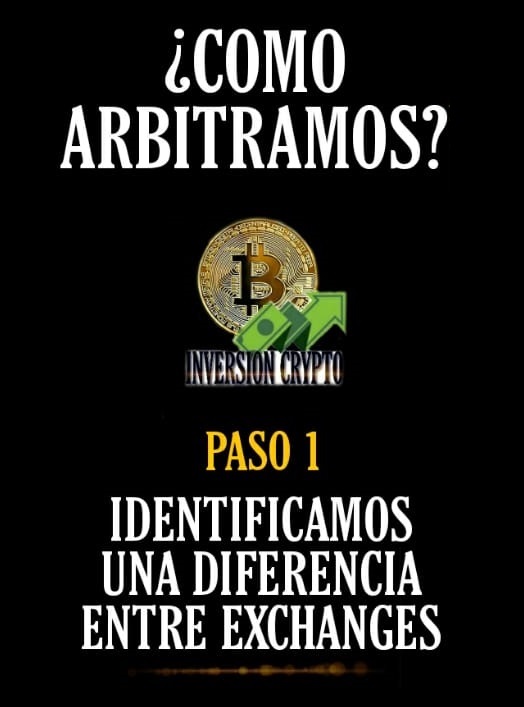 ¿COMO
ARBITRAMOS?
INVERSION CRYPTO
PASO 1
IDENTIFICAMOS
UNA DIFERENCIA
ENTRE EXCHANGES